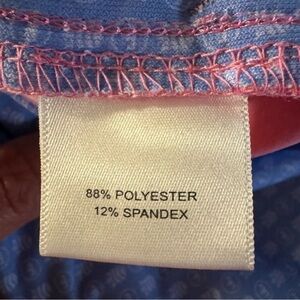 88% POLYESTER
12% SPANDEX